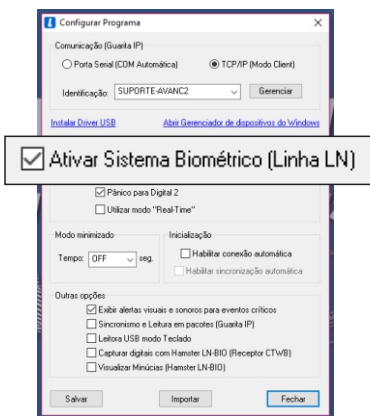 Configurar Programa
Comunicação (Guarita IP)
Porta Serial (COM Automática)
TCP/IP (Modo Client)
Identificação: SUPORTE-AVANC2
Gerenciar
Instalar Driver USB
Abrir Gerenciador de dispositivos do Windows
Ativar Sistema Biométrico (Linha LN)
Pânico para Digital 2
Utilizar modo "Real-Time"
Modo minimizado
Tempo: OFF seg.
Inicialização
Habilitar conexão automática
Habilitar sincronização automática
Outras opções
Exibir alertas visuais e sonoros para eventos críticos
Sincronismo e Leitura em pacotes (Guarita IP)
Leitora USB modo Teclado
Capturar digitais com Hamster LN-BIO (Receptor CTWB)
Visualizar Minúcias (Hamster LN-BIO)
Salvar
Importar
Fechar